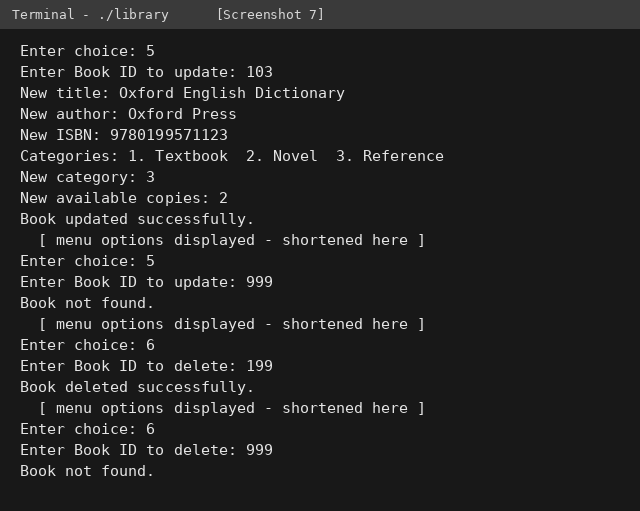 Terminal - ./library [Screenshot 7]
Enter choice: 5
Enter Book ID to update: 103
New title: Oxford English Dictionary
New author: Oxford Press
New ISBN: 9780199571123
Categories: 1. Textbook  2. Novel  3. Reference
New category: 3
New available copies: 2
Book updated successfully.
  [ menu options displayed - shortened here ]
Enter choice: 5
Enter Book ID to update: 999
Book not found.
  [ menu options displayed - shortened here ]
Enter choice: 6
Enter Book ID to delete: 199
Book deleted successfully.
  [ menu options displayed - shortened here ]
Enter choice: 6
Enter Book ID to delete: 999
Book not found.